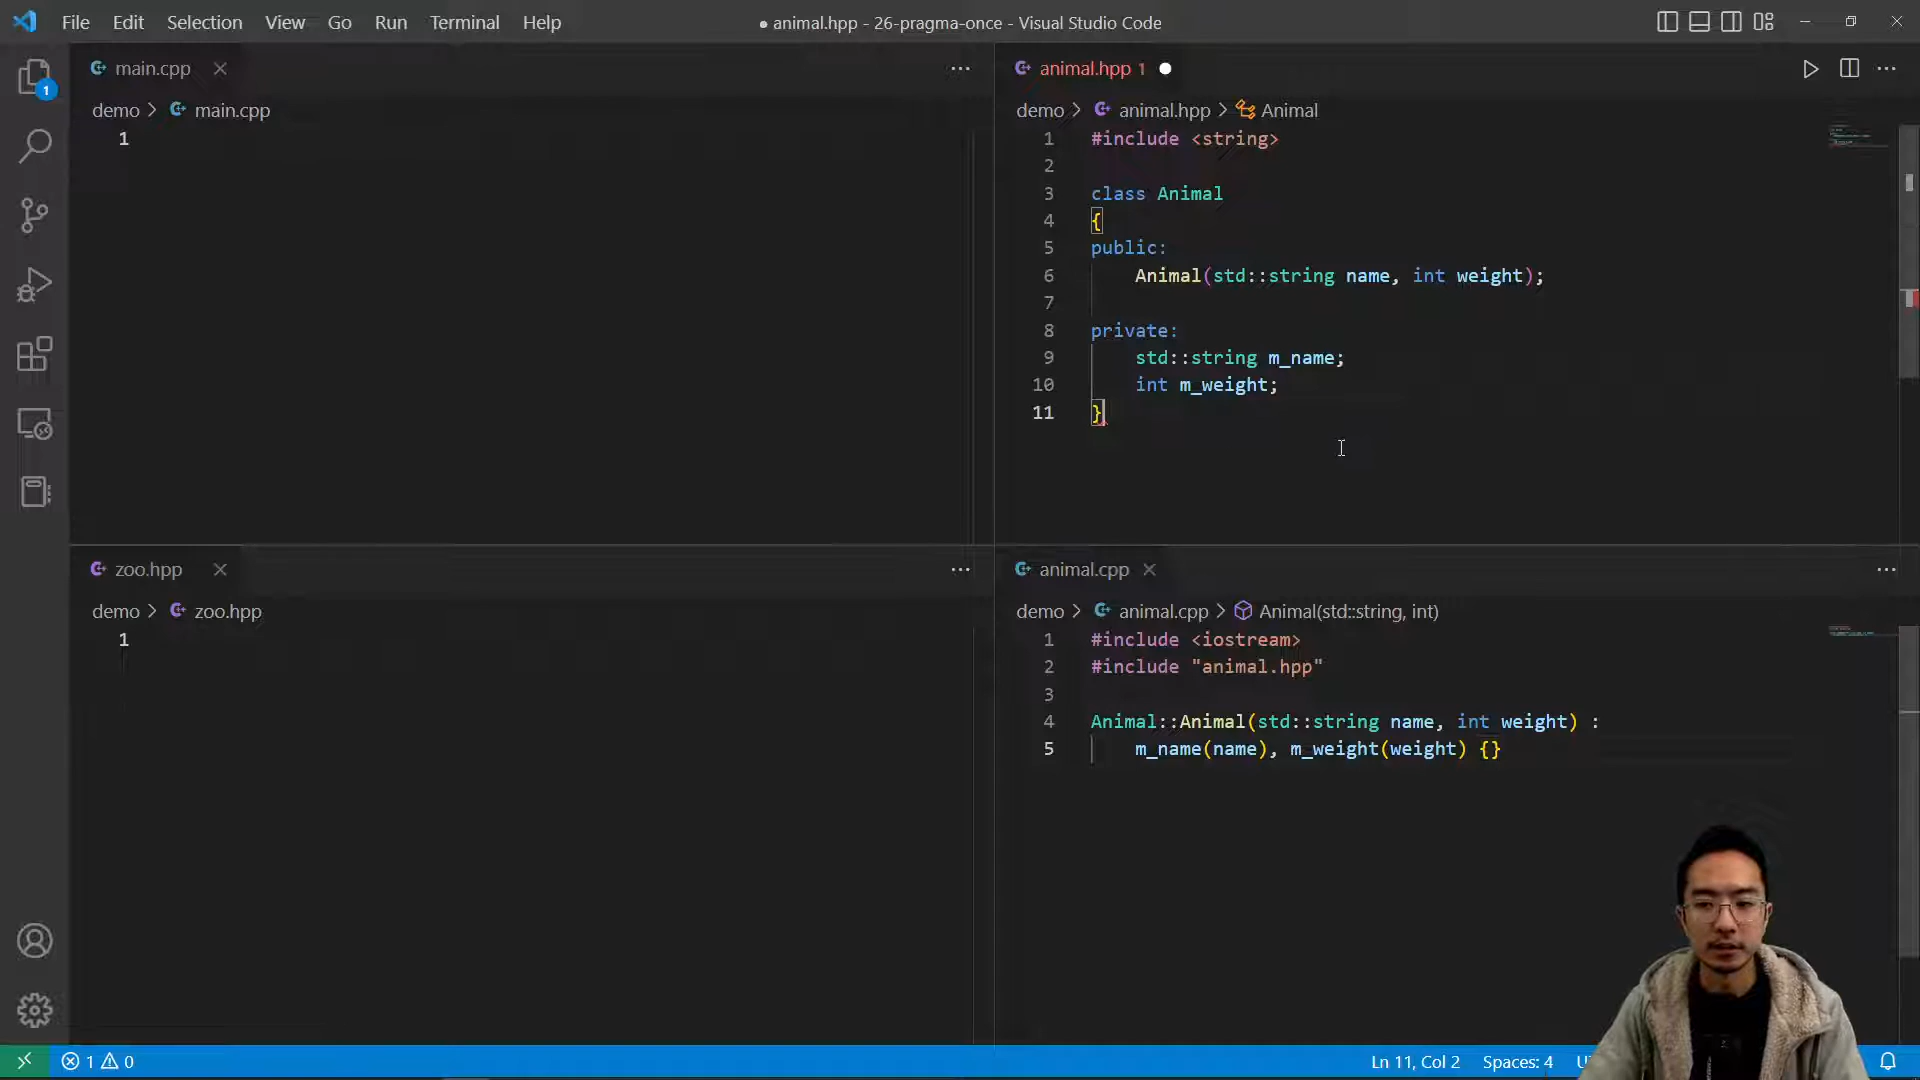 File Edit Selection View Go Run Terminal Help
● animal.hpp - 26-pragma-once - Visual Studio Code
1
main.cpp
demo > main.cpp
1
animal.hpp 1
demo > animal.hpp > Animal
1 #include <string>
2
3 class Animal
4 {
5 public:
6 Animal(std::string name, int weight);
7
8 private:
9 std::string m_name;
10 int m_weight;
11 }
zoo.hpp
demo > zoo.hpp
1
animal.cpp
demo > animal.cpp > Animal(std::string, int)
1 #include <iostream>
2 #include "animal.hpp"
3
4 Animal::Animal(std::string name, int weight) :
5 m_name(name), m_weight(weight) {}
1 0
Ln 11, Col 2 Spaces: 4